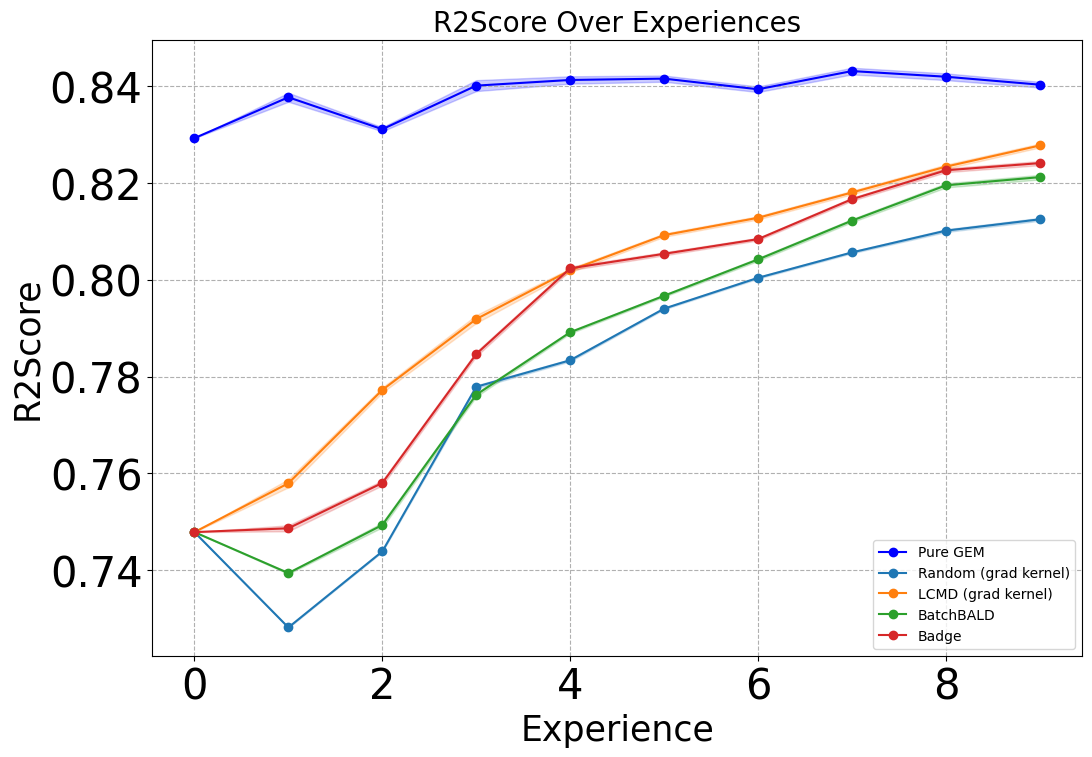 R2Score Over Experiences
R2Score
0.84
0.82
0.80
0.78
0.76
0.74
0
2
4
6
8
Experience
Pure GEM
Random (grad kernel)
LCMD (grad kernel)
BatchBALD
Badge